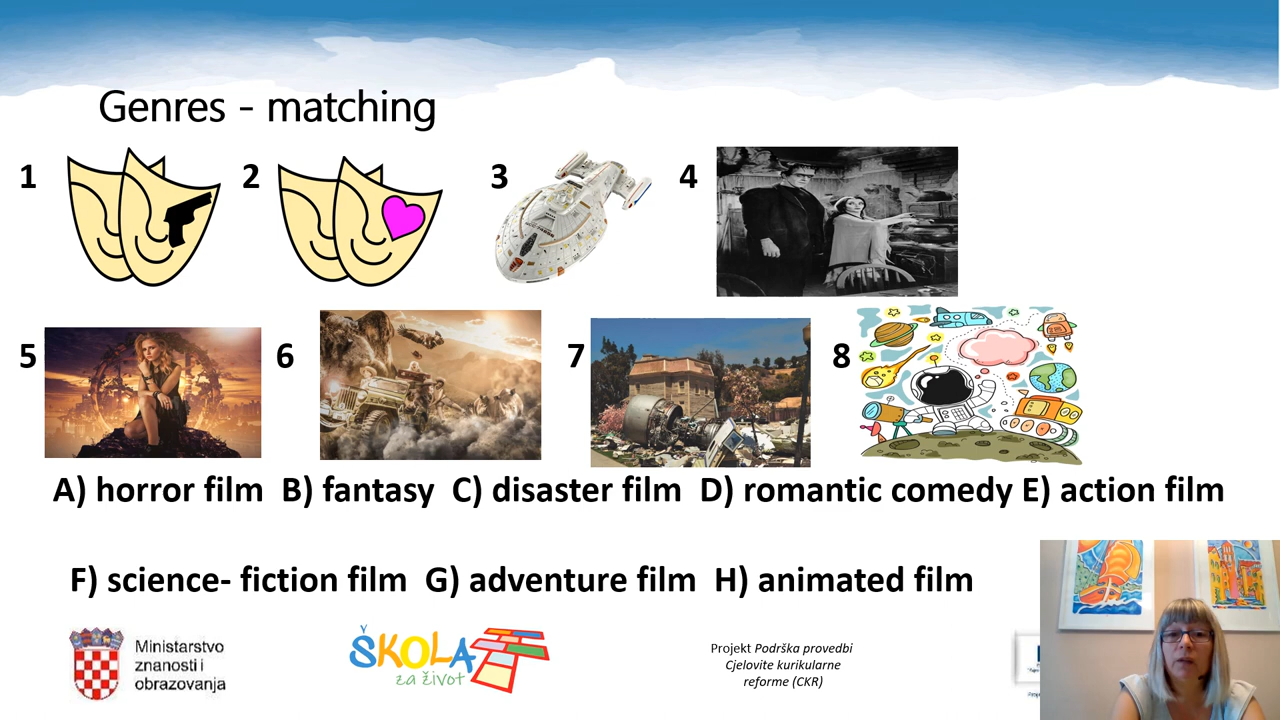 Genres - matching
1
2
3
4
5
6
7
8
A) horror film B) fantasy C) disaster film D) romantic comedy E) action film
F) science- fiction film G) adventure film H) animated film
Ministarstvo
znanosti i
obrazovanja
ŠKOLA
za život
Projekt Podrška provedbi
Cjelovite kurikularne
reforme (CKR)